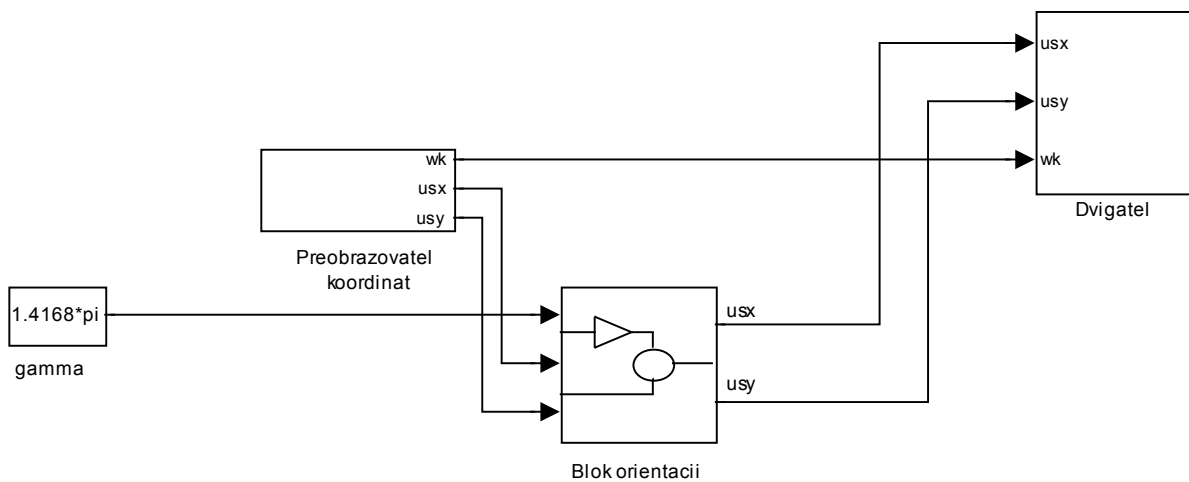 usx
usy
wk
Dvigatel
wk
usx
usy
Preobrazovatel
koordinat
1.4168*pi
gamma
usx
usy
Blok orientacii